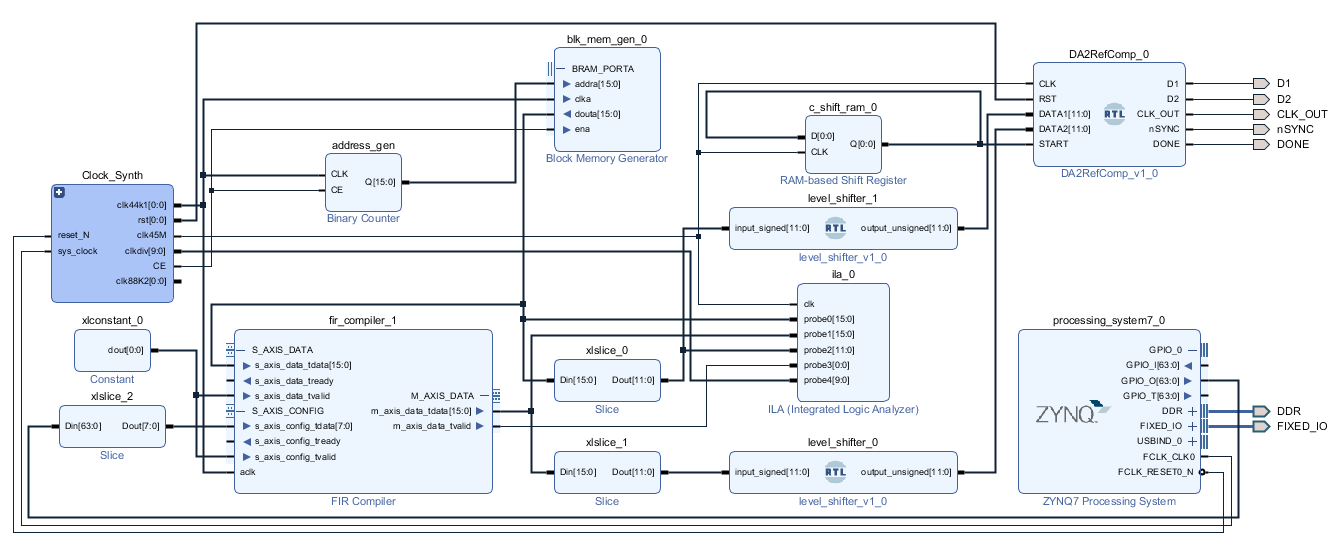 blk_mem_gen_0
BRAM_PORTA
addra[15:0]
clka
douta[15:0]
ena
Block Memory Generator
DA2RefComp_0
CLK
RST
DATA1[11:0]
DATA2[11:0]
START
RTL
D1
D2
CLK_OUT
nSYNC
DONE
DA2RefComp_v1_0
D1
D2
CLK_OUT
nSYNC
DONE
c_shift_ram_0
D[0:0]
CLK
Q[0:0]
RAM-based Shift Register
address_gen
CLK
CE
Q[15:0]
Binary Counter
Clock_Synth
reset_N
sys_clock
clk44k1[0:0]
rst[0:0]
clk45M
clkdiv[9:0]
CE
clk88K2[0:0]
level_shifter_1
input_signed[11:0]
RTL
output_unsigned[11:0]
level_shifter_v1_0
ila_0
clk
probe0[15:0]
probe1[15:0]
probe2[11:0]
probe3[0:0]
probe4[9:0]
ILA (Integrated Logic Analyzer)
xlconstant_0
dout[0:0]
Constant
xlslice_2
Din[63:0]
Dout[7:0]
Slice
fir_compiler_1
S_AXIS_DATA
s_axis_data_tdata[15:0]
s_axis_data_tready
s_axis_data_tvalid
S_AXIS_CONFIG
s_axis_config_tdata[7:0]
s_axis_config_tready
s_axis_config_tvalid
aclk
M_AXIS_DATA
m_axis_data_tdata[15:0]
m_axis_data_tvalid
FIR Compiler
xlslice_0
Din[15:0]
Dout[11:0]
Slice
xlslice_1
Din[15:0]
Dout[11:0]
Slice
level_shifter_0
input_signed[11:0]
RTL
output_unsigned[11:0]
level_shifter_v1_0
processing_system7_0
ZYNQ
GPIO_0
GPIO_I[63:0]
GPIO_O[63:0]
GPIO_T[63:0]
DDR
FIXED_IO
USBIND_0
FCLK_CLK0
FCLK_RESET0_N
ZYNQ7 Processing System
DDR
FIXED_IO